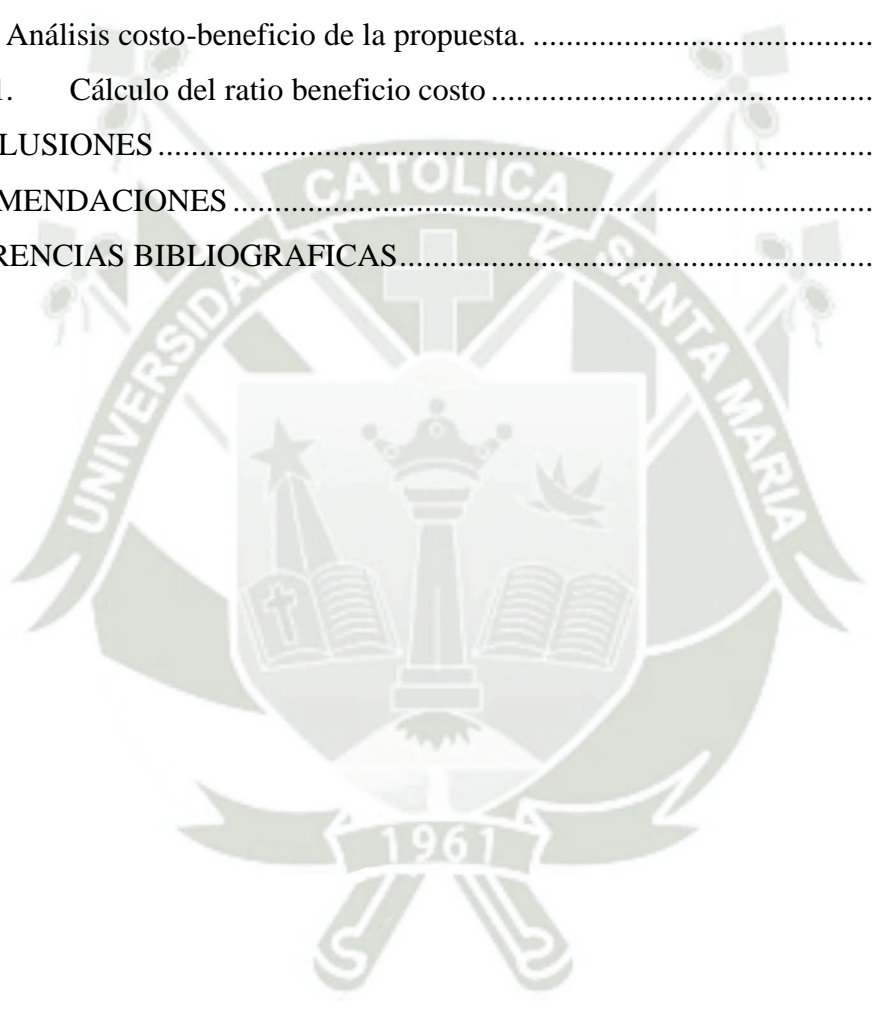 Análisis costo-beneficio de la propuesta. ........................................
1. Cálculo del ratio beneficio costo .............................................
LUSIONES .....................................................................................
MENDACIONES .............................................................................
RENCIAS BIBLIOGRAFICAS.........................................................
UNIVERSIDAD CATOLICA SANTA MARIA
1961